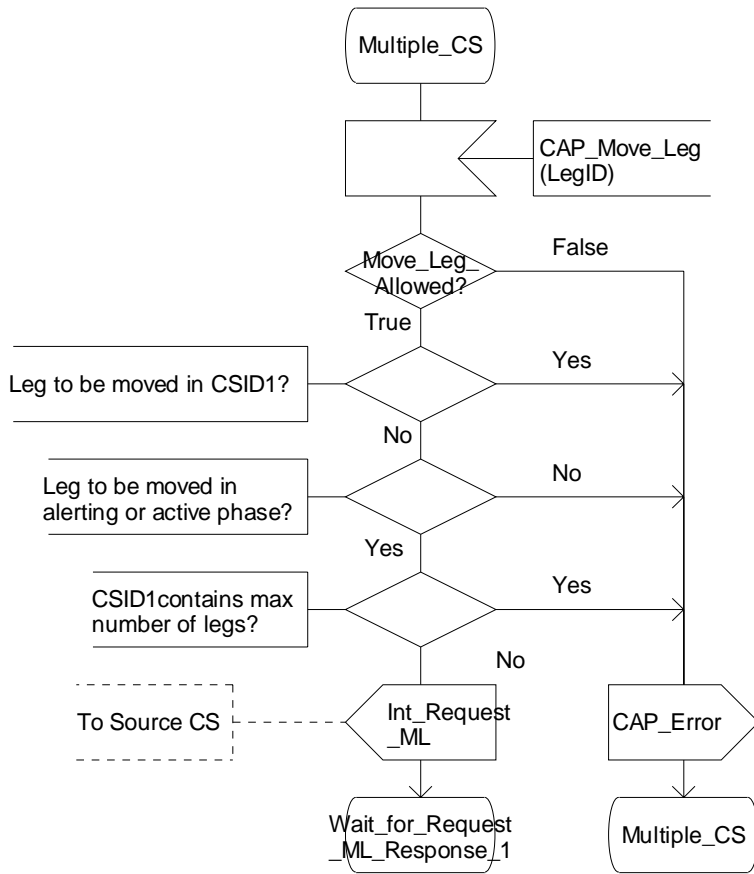 Multiple_CS
CAP_Move_Leg
(LegID)
Move_Leg_
Allowed?
False
True
Leg to be moved in CSID1?
Yes
No
Leg to be moved in
alerting or active phase?
No
Yes
CSID1contains max
number of legs?
Yes
No
To Source CS
Int_Request
_ML
CAP_Error
Wait_for_Request
_ML_Response_1
Multiple_CS